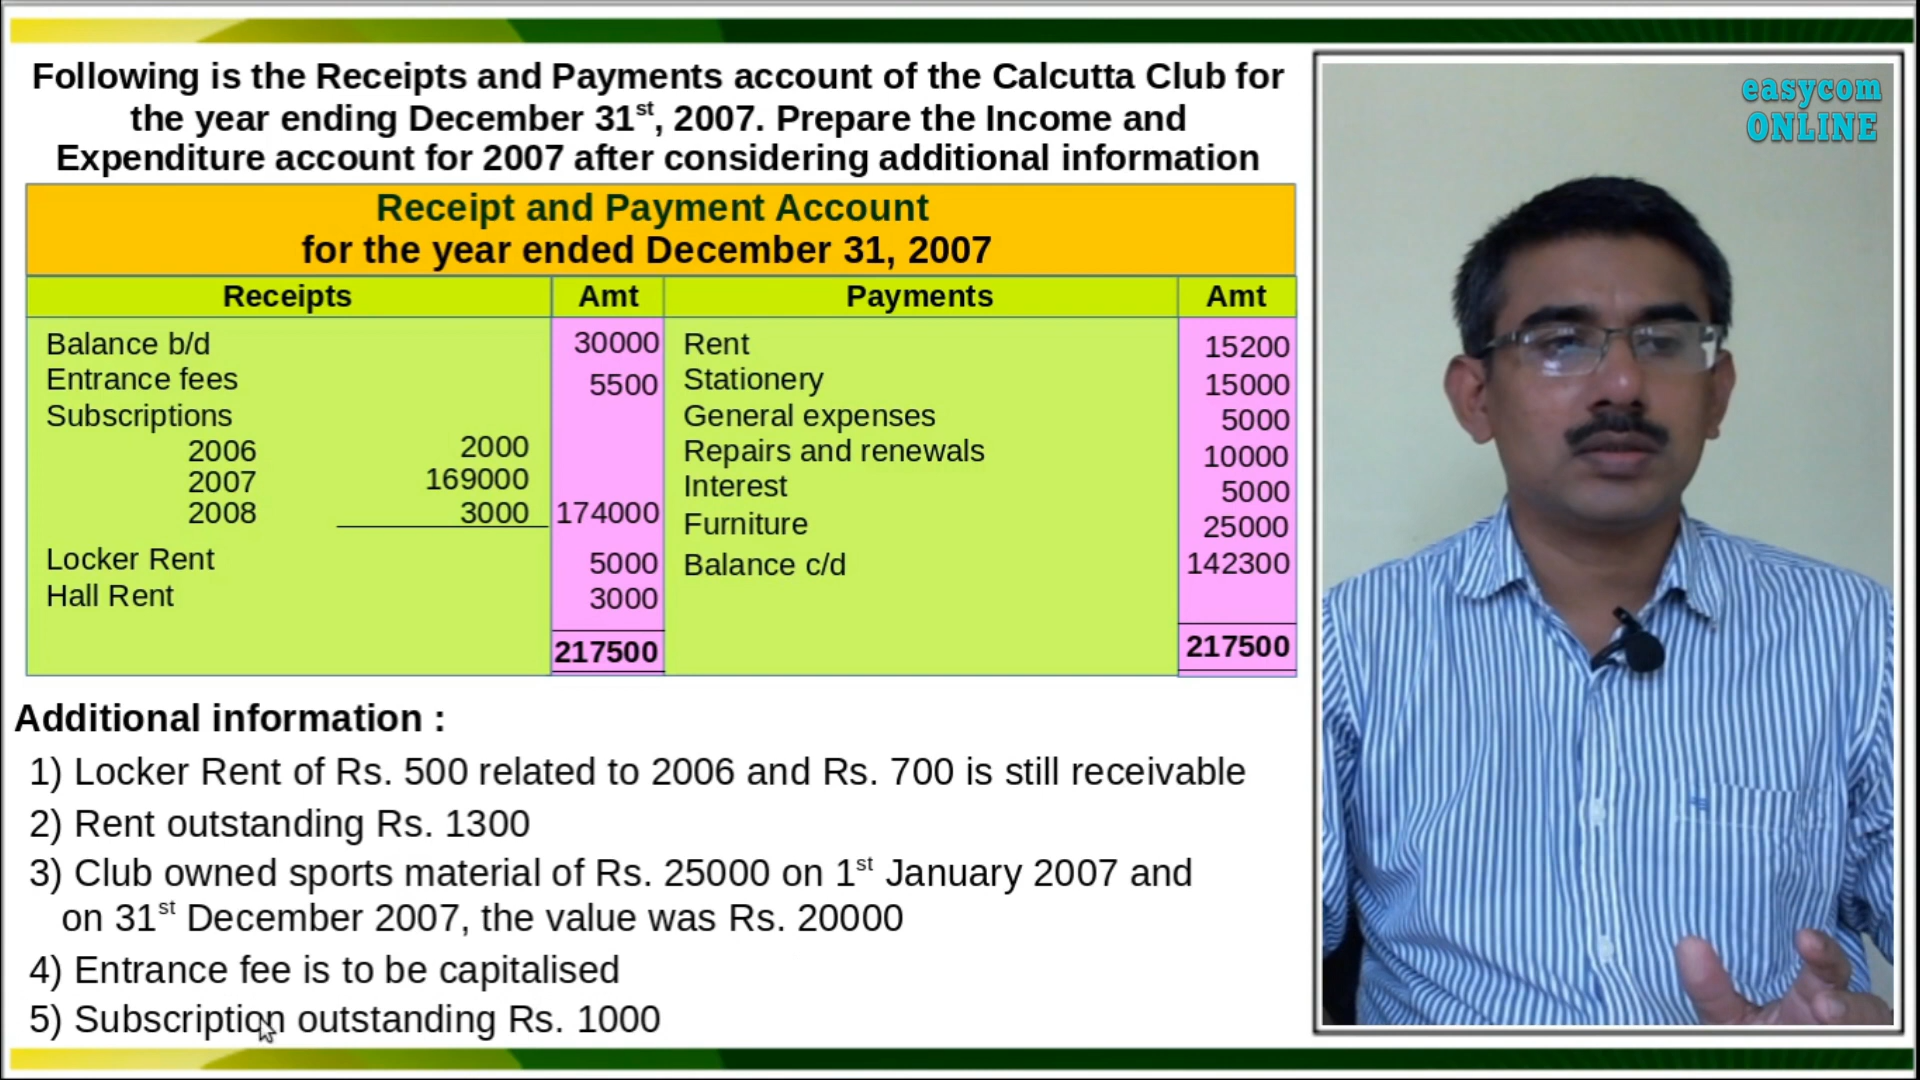 Following is the Receipts and Payments account of the Calcutta Club for
the year ending December 31st, 2007. Prepare the Income and
Expenditure account for 2007 after considering additional information
easycom
ONLINE
Receipt and Payment Account
for the year ended December 31, 2007
Receipts Amt Payments Amt
Balance b/d 30000 Rent 15200
Entrance fees 5500 Stationery 15000
Subscriptions General expenses 5000
2006 2000 Repairs and renewals 10000
2007 169000 Interest 5000
2008 3000 174000 Furniture 25000
Locker Rent 5000 Balance c/d 142300
Hall Rent 3000
217500 217500
Additional information :
1) Locker Rent of Rs. 500 related to 2006 and Rs. 700 is still receivable
2) Rent outstanding Rs. 1300
3) Club owned sports material of Rs. 25000 on 1st January 2007 and
on 31st December 2007, the value was Rs. 20000
4) Entrance fee is to be capitalised
5) Subscription outstanding Rs. 1000